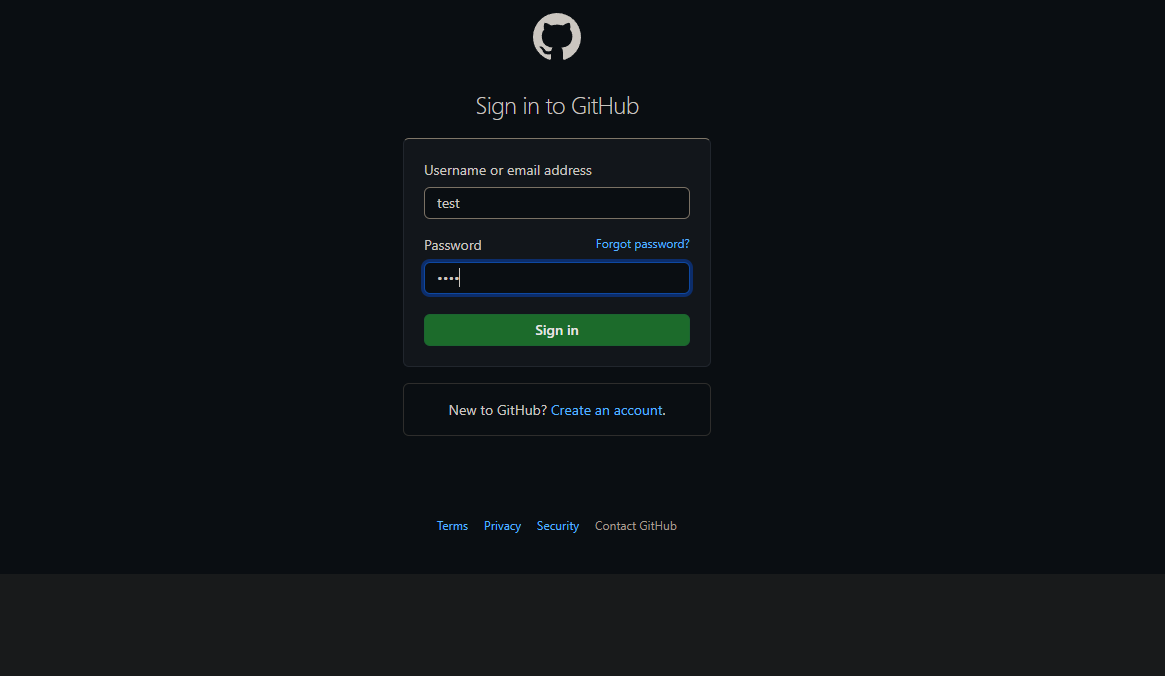 Sign in to GitHub
Username or email address
test
Password Forgot password?
••••
Sign in
New to GitHub? Create an account.
Terms Privacy Security Contact GitHub